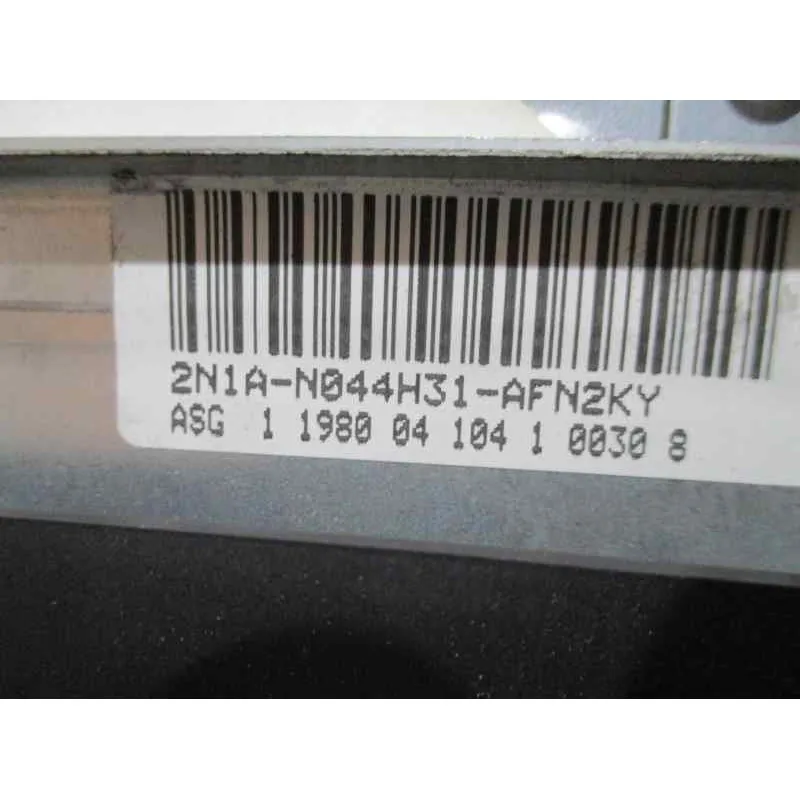 2N1A-N044H31-AFN2KY
ASG 1 1980 04 104 1 0030 8